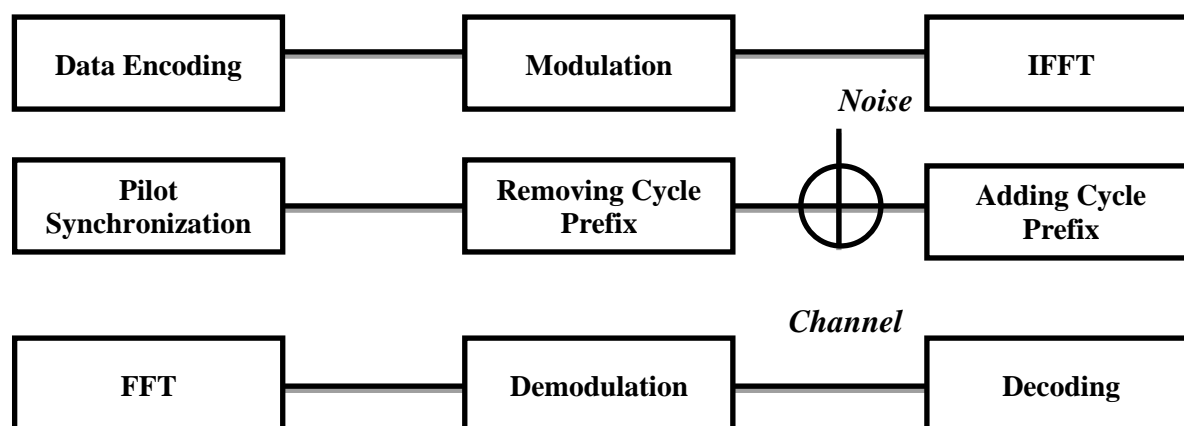 Data Encoding
Modulation
IFFT
Noise
Pilot
Synchronization
Removing Cycle
Prefix
Adding Cycle
Prefix
Channel
FFT
Demodulation
Decoding